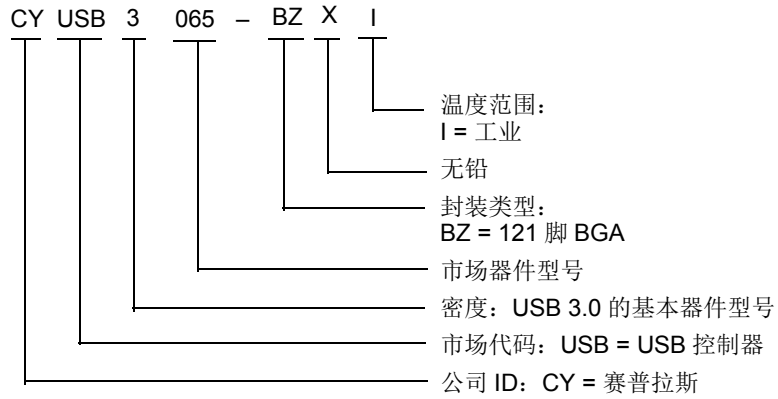 CY USB 3 065 – BZ X I
温度范围：
I = 工业
无铅
封装类型：
BZ = 121 脚 BGA
市场器件型号
密度：USB 3.0 的基本器件型号
市场代码：USB = USB 控制器
公司 ID：CY = 赛普拉斯